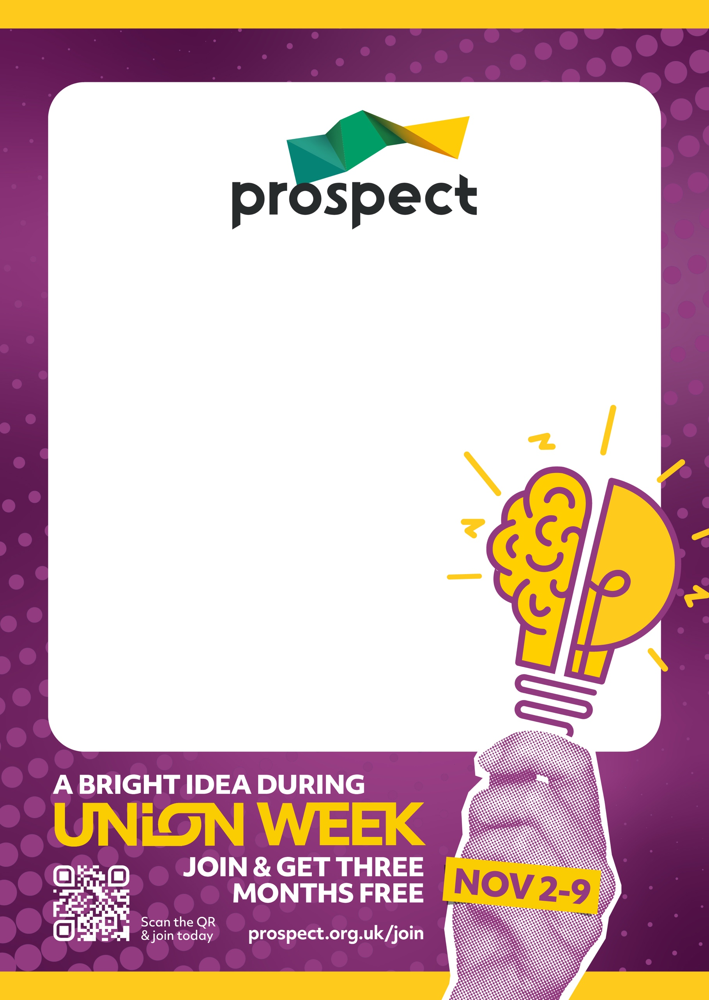 prospect
A BRIGHT IDEA DURING
UNION WEEK
JOIN & GET THREE
MONTHS FREE
NOV 2-9
Scan the QR
& join today
prospect.org.uk/join